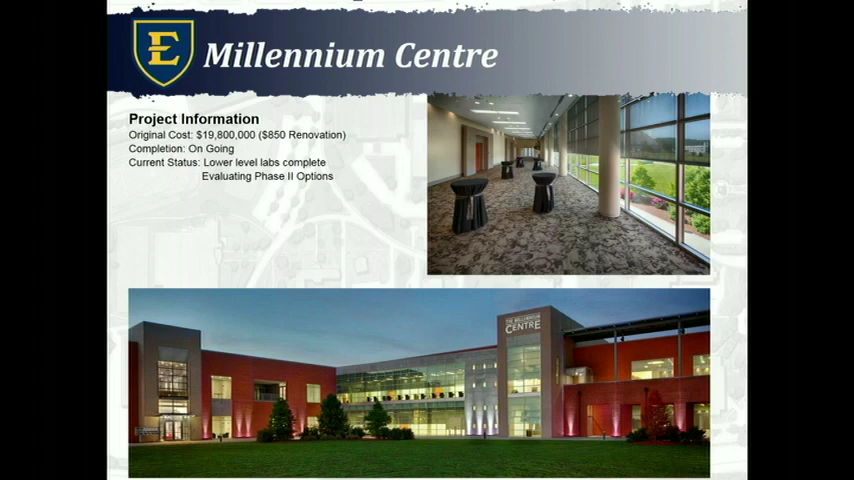 E
Millennium Centre
Project Information
Original Cost: $19,800,000 ($850 Renovation)
Completion: On Going
Current Status: Lower level labs complete
Evaluating Phase II Options
THE MILLENNIUM
CENTRE